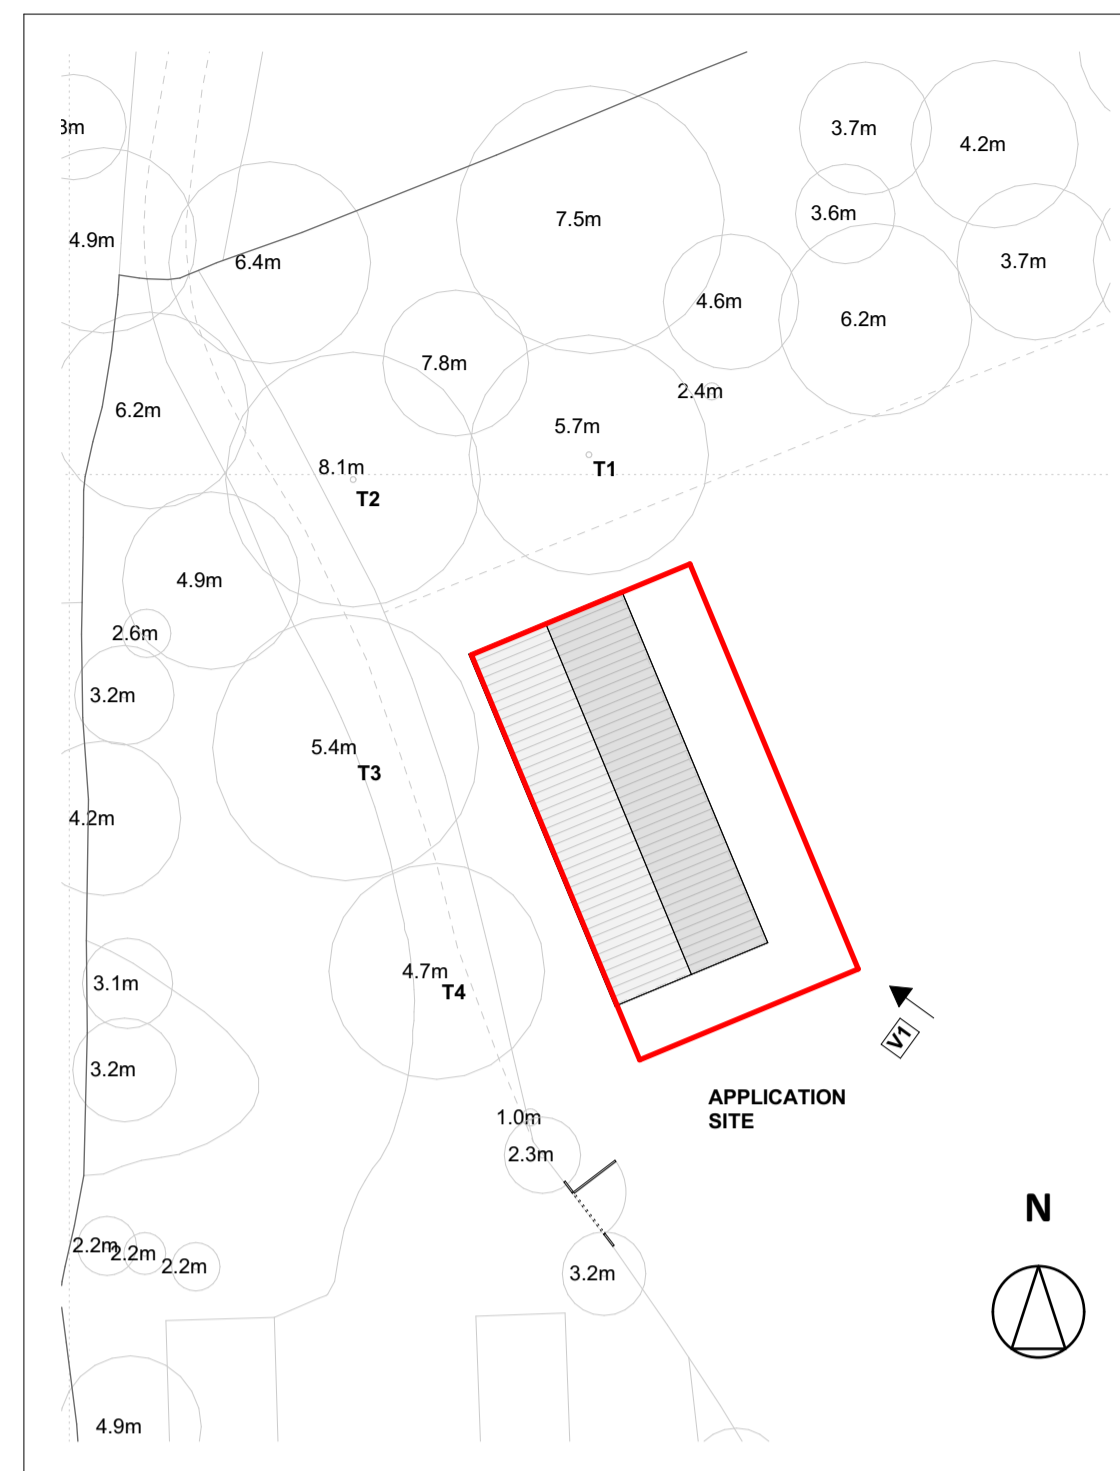 3.7m
4.2m
3m
7.5m
3.6m
4.9m
6.4m
3.7m
4.6m
6.2m
7.8m
2.4m
6.2m
5.7m
8.1m
T1
T2
4.9m
2.6m
3.2m
5.4m
T3
4.2m
4.7m
3.1m
T4
V1
3.2m
APPLICATION
SITE
1.0m
2.3m
N
2.2m
2.2m
2.2m
3.2m
4.9m